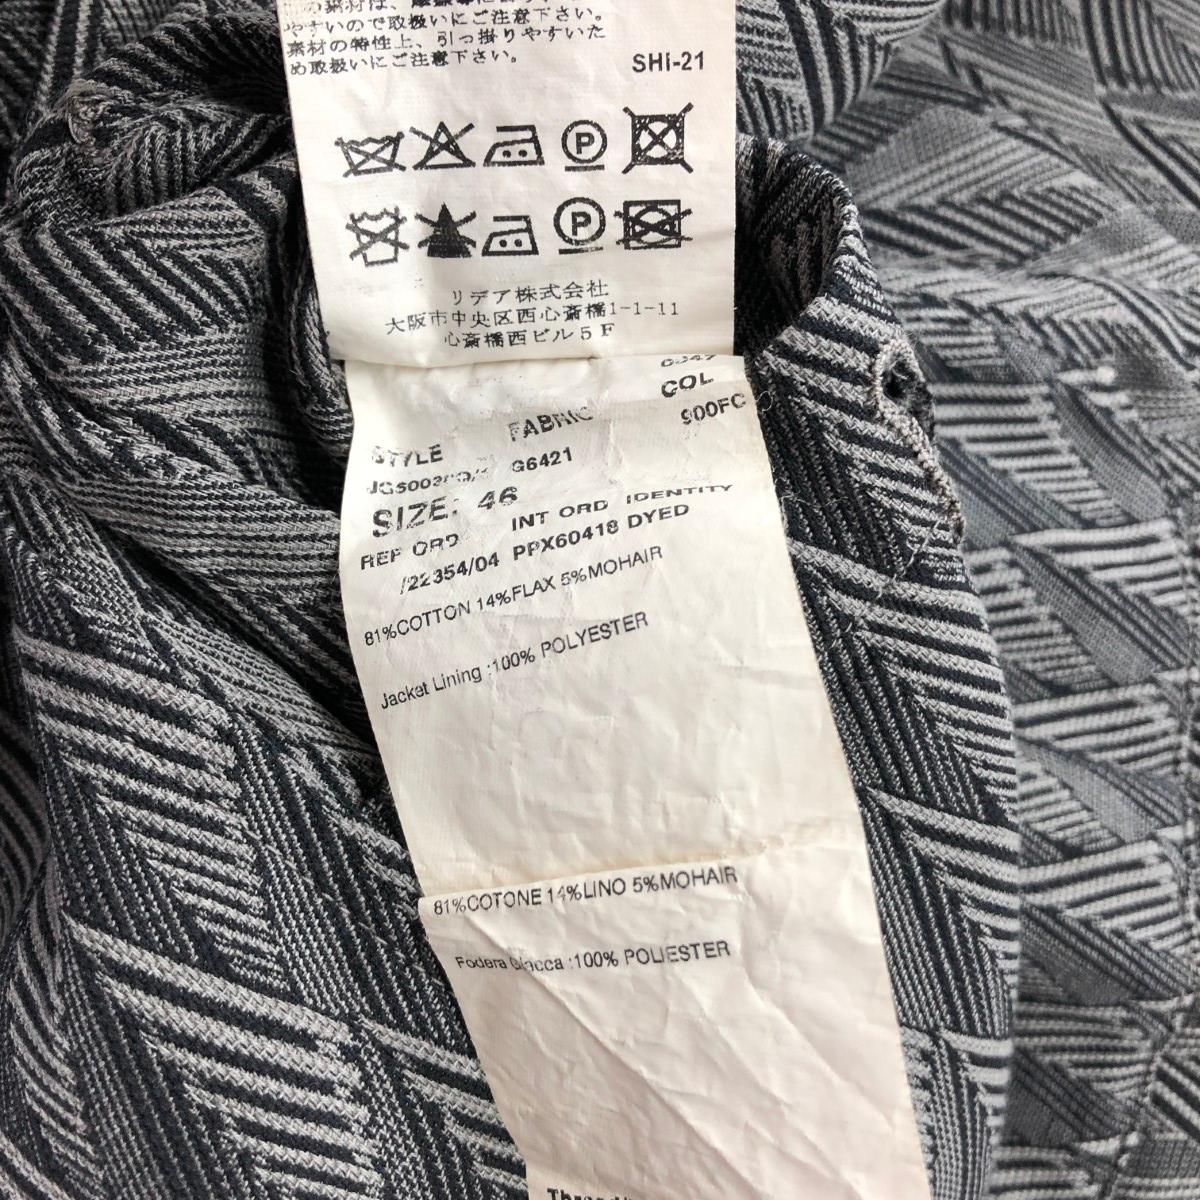 やすいので取扱いにご注意下さい。
素材の特性上、引っ掛りやすいた
め取扱いにご注意下さい。
SHI-21
P
P
リデア株式会社
大阪市中央区西心斎橋1-1-11
心斎橋西ビル5F
COL
STYLE FABRIC 900FC
G6421
SIZE: 46
REF ORD INT ORD IDENTITY
/22354/04 PPX60418 DYED
81%COTTON 14%FLAX 5%MOHAIR
Jacket Lining :100% POLYESTER
81%COTONE 14%LINO 5%MOHAIR
Fodera Giacca :100% POLIESTER